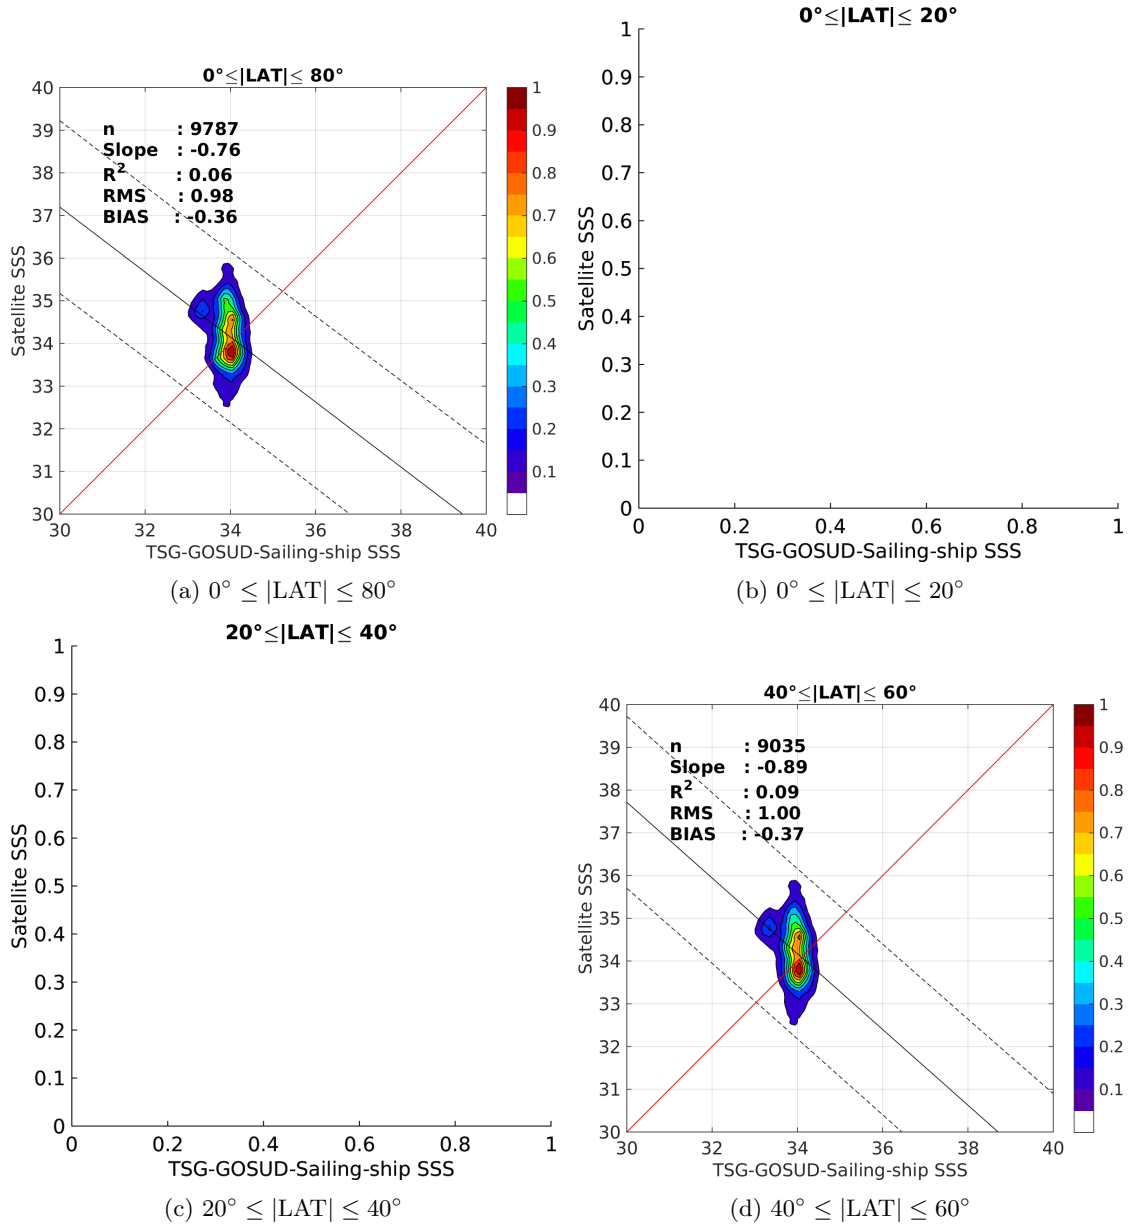 0°≤|LAT|≤ 80°
n : 9787
Slope : -0.76
R2 : 0.06
RMS : 0.98
BIAS : -0.36
40
39
38
37
36
35
34
33
32
31
30
30 32 34 36 38 40
Satellite SSS
TSG-GOSUD-Sailing-ship SSS
1
0.9
0.8
0.7
0.6
0.5
0.4
0.3
0.2
0.1
(a) 0° ≤ |LAT| ≤ 80°
0°≤|LAT|≤ 20°
1
0.9
0.8
0.7
0.6
0.5
0.4
0.3
0.2
0.1
0
0 0.2 0.4 0.6 0.8 1
Satellite SSS
TSG-GOSUD-Sailing-ship SSS
(b) 0° ≤ |LAT| ≤ 20°
20°≤|LAT|≤ 40°
1
0.9
0.8
0.7
0.6
0.5
0.4
0.3
0.2
0.1
0
0 0.2 0.4 0.6 0.8 1
Satellite SSS
TSG-GOSUD-Sailing-ship SSS
(c) 20° ≤ |LAT| ≤ 40°
40°≤|LAT|≤ 60°
n : 9035
Slope : -0.89
R2 : 0.09
RMS : 1.00
BIAS : -0.37
40
39
38
37
36
35
34
33
32
31
30
30 32 34 36 38 40
Satellite SSS
TSG-GOSUD-Sailing-ship SSS
1
0.9
0.8
0.7
0.6
0.5
0.4
0.3
0.2
0.1
(d) 40° ≤ |LAT| ≤ 60°